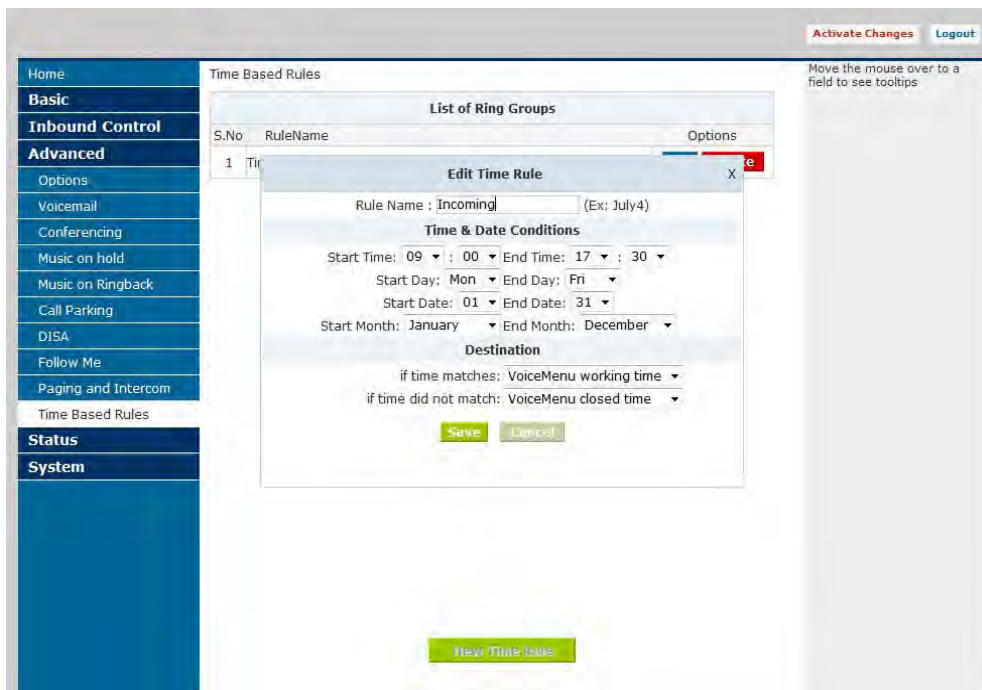 Activate Changes Logout
Home
Basic
Inbound Control
Advanced
Options
Voicemail
Conferencing
Music on hold
Music on Ringback
Call Parking
DISA
Follow Me
Paging and Intercom
Time Based Rules
Status
System
Time Based Rules
List of Ring Groups
S.No RuleName Options
1
Edit Time Rule X
Rule Name : Incoming (Ex: July4)
Time & Date Conditions
Start Time: 09 : 00 End Time: 17 : 30
Start Day: Mon End Day: Fri
Start Date: 01 End Date: 31
Start Month: January End Month: December
Destination
if time matches: VoiceMenu working time
if time did not match: VoiceMenu closed time
Save Cancel
New Time Rule
Move the mouse over to a
field to see tooltips